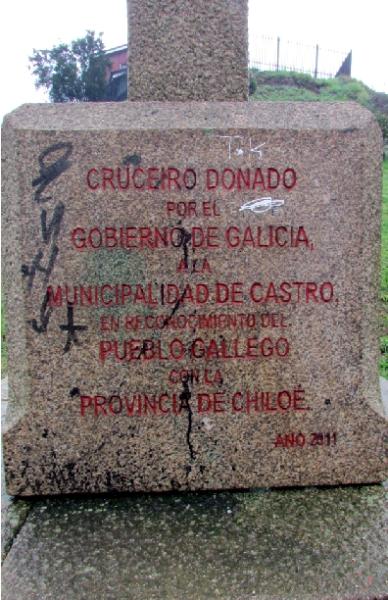 CRUCEIRO DONADO
POR EL
GOBIERNO DE GALICIA,
A LA
MUNICIPALIDAD DE CASTRO,
EN RECONOCIMIENTO DEL
PUEBLO GALLEGO
CON LA
PROVINCIA DE CHILOÉ.
AÑO 2011